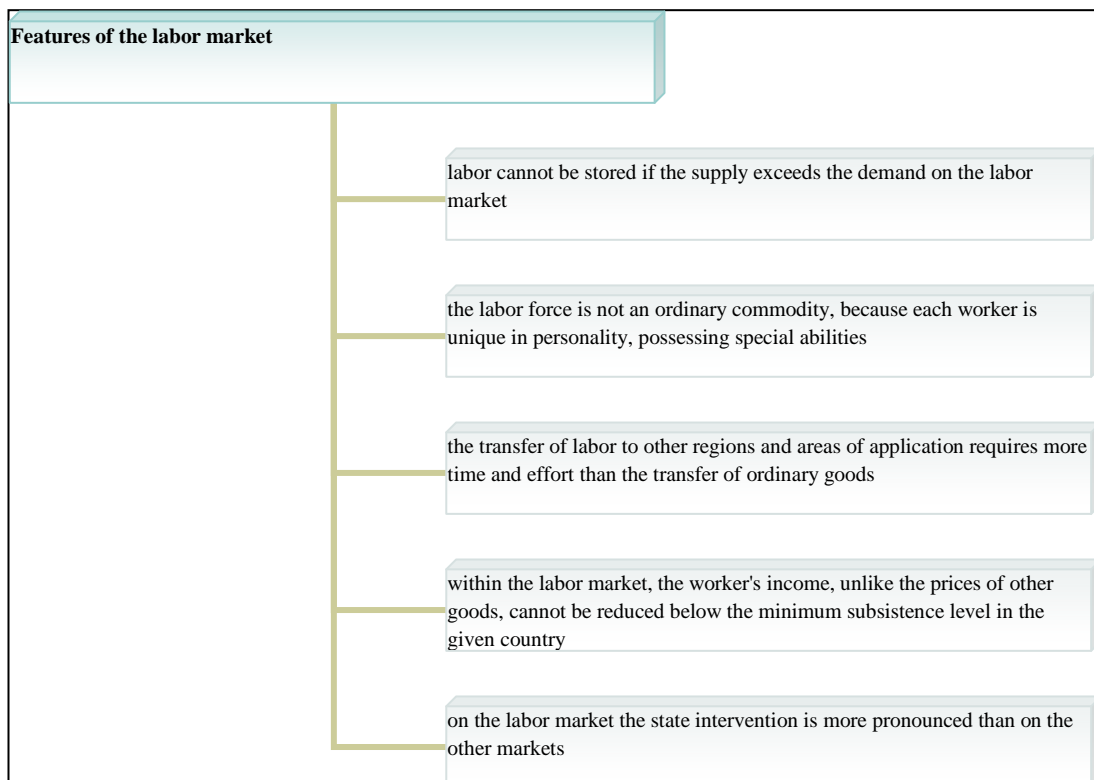 Features of the labor market
labor cannot be stored if the supply exceeds the demand on the labor
market
the labor force is not an ordinary commodity, because each worker is
unique in personality, possessing special abilities
the transfer of labor to other regions and areas of application requires more
time and effort than the transfer of ordinary goods
within the labor market, the worker's income, unlike the prices of other
goods, cannot be reduced below the minimum subsistence level in the
given country
on the labor market the state intervention is more pronounced than on the
other markets